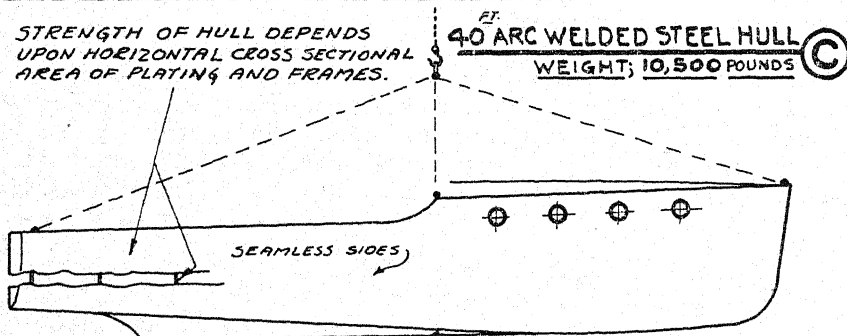 STRENGTH OF HULL DEPENDS
UPON HORIZONTAL CROSS SECTIONAL
AREA OF PLATING AND FRAMES.
40 FT. ARC WELDED STEEL HULL
WEIGHT; 10,500 POUNDS
C
SEAMLESS SIDES